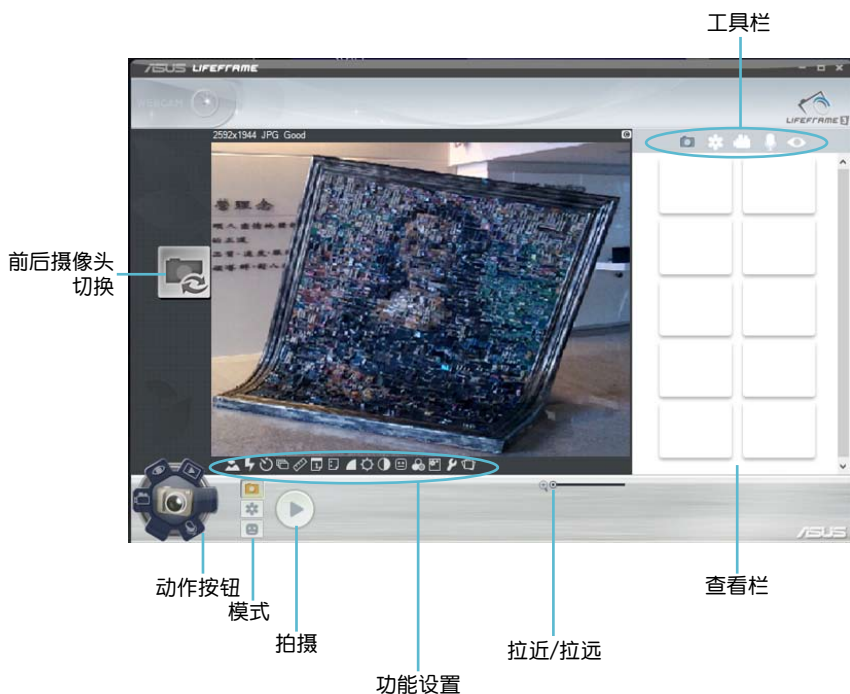 工具栏
ASUS LIFEFRAME
WEBCAM
LIFEFRAME 3
2592x1944 JPG Good
前后摄像头
切换
ASUS
动作按钮
模式
拍摄
功能设置
拉近/拉远
查看栏